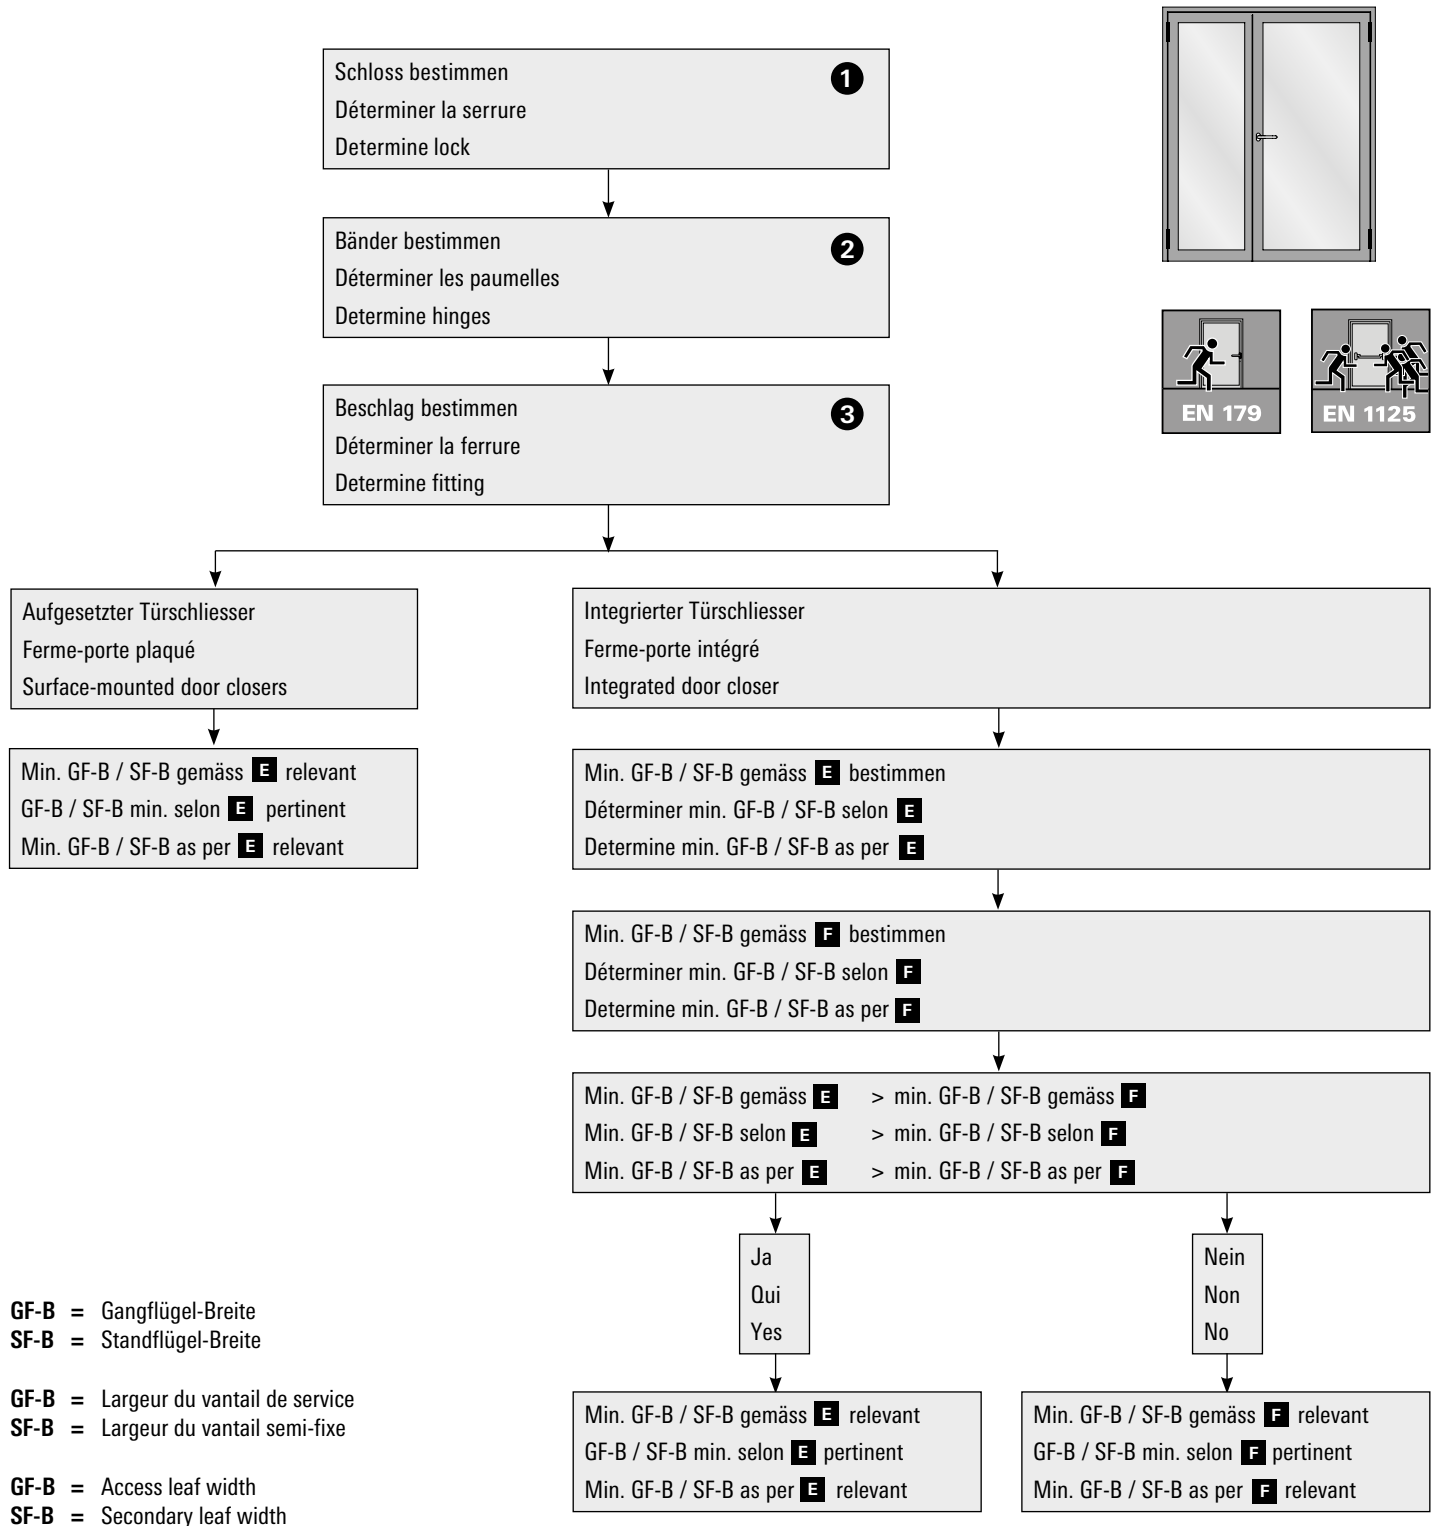 Schloss bestimmen
1
Déterminer la serrure
Determine lock
Bänder bestimmen
2
Déterminer les paumelles
Determine hinges
EN 179
EN 1125
Beschlag bestimmen
3
Déterminer la ferrure
Determine fitting
Aufgesetzter Türschliesser
Ferme-porte plaqué
Surface-mounted door closers
Integrierter Türschliesser
Ferme-porte intégré
Integrated door closer
Min. GF-B / SF-B gemäss E relevant
GF-B / SF-B min. selon E pertinent
Min. GF-B / SF-B as per E relevant
Min. GF-B / SF-B gemäss E bestimmen
Déterminer min. GF-B / SF-B selon E
Determine min. GF-B / SF-B as per E
Min. GF-B / SF-B gemäss F bestimmen
Déterminer min. GF-B / SF-B selon F
Determine min. GF-B / SF-B as per F
Min. GF-B / SF-B gemäss E > min. GF-B / SF-B gemäss F
Min. GF-B / SF-B selon E > min. GF-B / SF-B selon F
Min. GF-B / SF-B as per E > min. GF-B / SF-B as per F
Ja
Qui
Yes
Nein
Non
No
Min. GF-B / SF-B gemäss E relevant
GF-B / SF-B min. selon E pertinent
Min. GF-B / SF-B as per E relevant
Min. GF-B / SF-B gemäss F relevant
GF-B / SF-B min. selon F pertinent
Min. GF-B / SF-B as per F relevant
GF-B = Gangflügel-Breite
SF-B = Standflügel-Breite
GF-B = Largeur du vantail de service
SF-B = Largeur du vantail semi-fixe
GF-B = Access leaf width
SF-B = Secondary leaf width